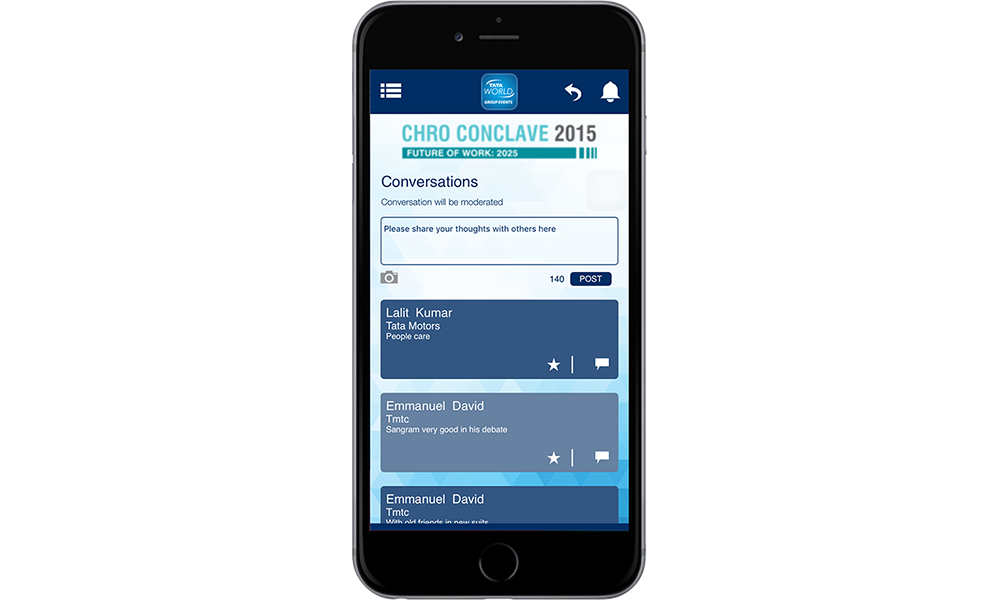 TATA
WORLD
GROUP EVENTS
CHRO CONCLAVE 2015
FUTURE OF WORK: 2025
Conversations
Conversation will be moderated
Please share your thoughts with others here
140 POST
Lalit Kumar
Tata Motors
People care
Emmanuel David
Tmtc
Sangram very good in his debate
Emmanuel David
Tmtc
With old friends in new suits